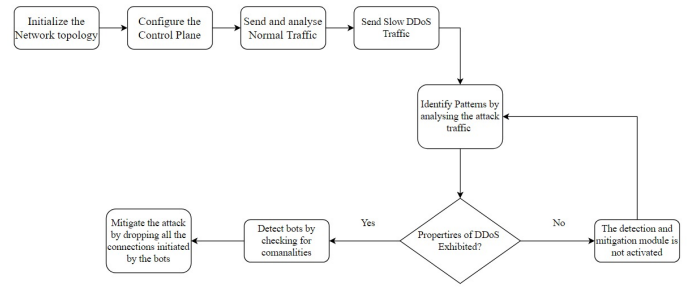 Initialize the
Network topology
Configure the
Control Plane
Send and analyse
Normal Traffic
Send Slow DDoS
Traffic
Identify Patterns by
analysing the attack
traffic
Propertires of DDoS
Exhibited?
Yes
No
Detect bots by
checking for
comanalities
Mitigate the attack
by dropping all the
connections initiated
by the bots
The detection and
mitigation module is
not activated